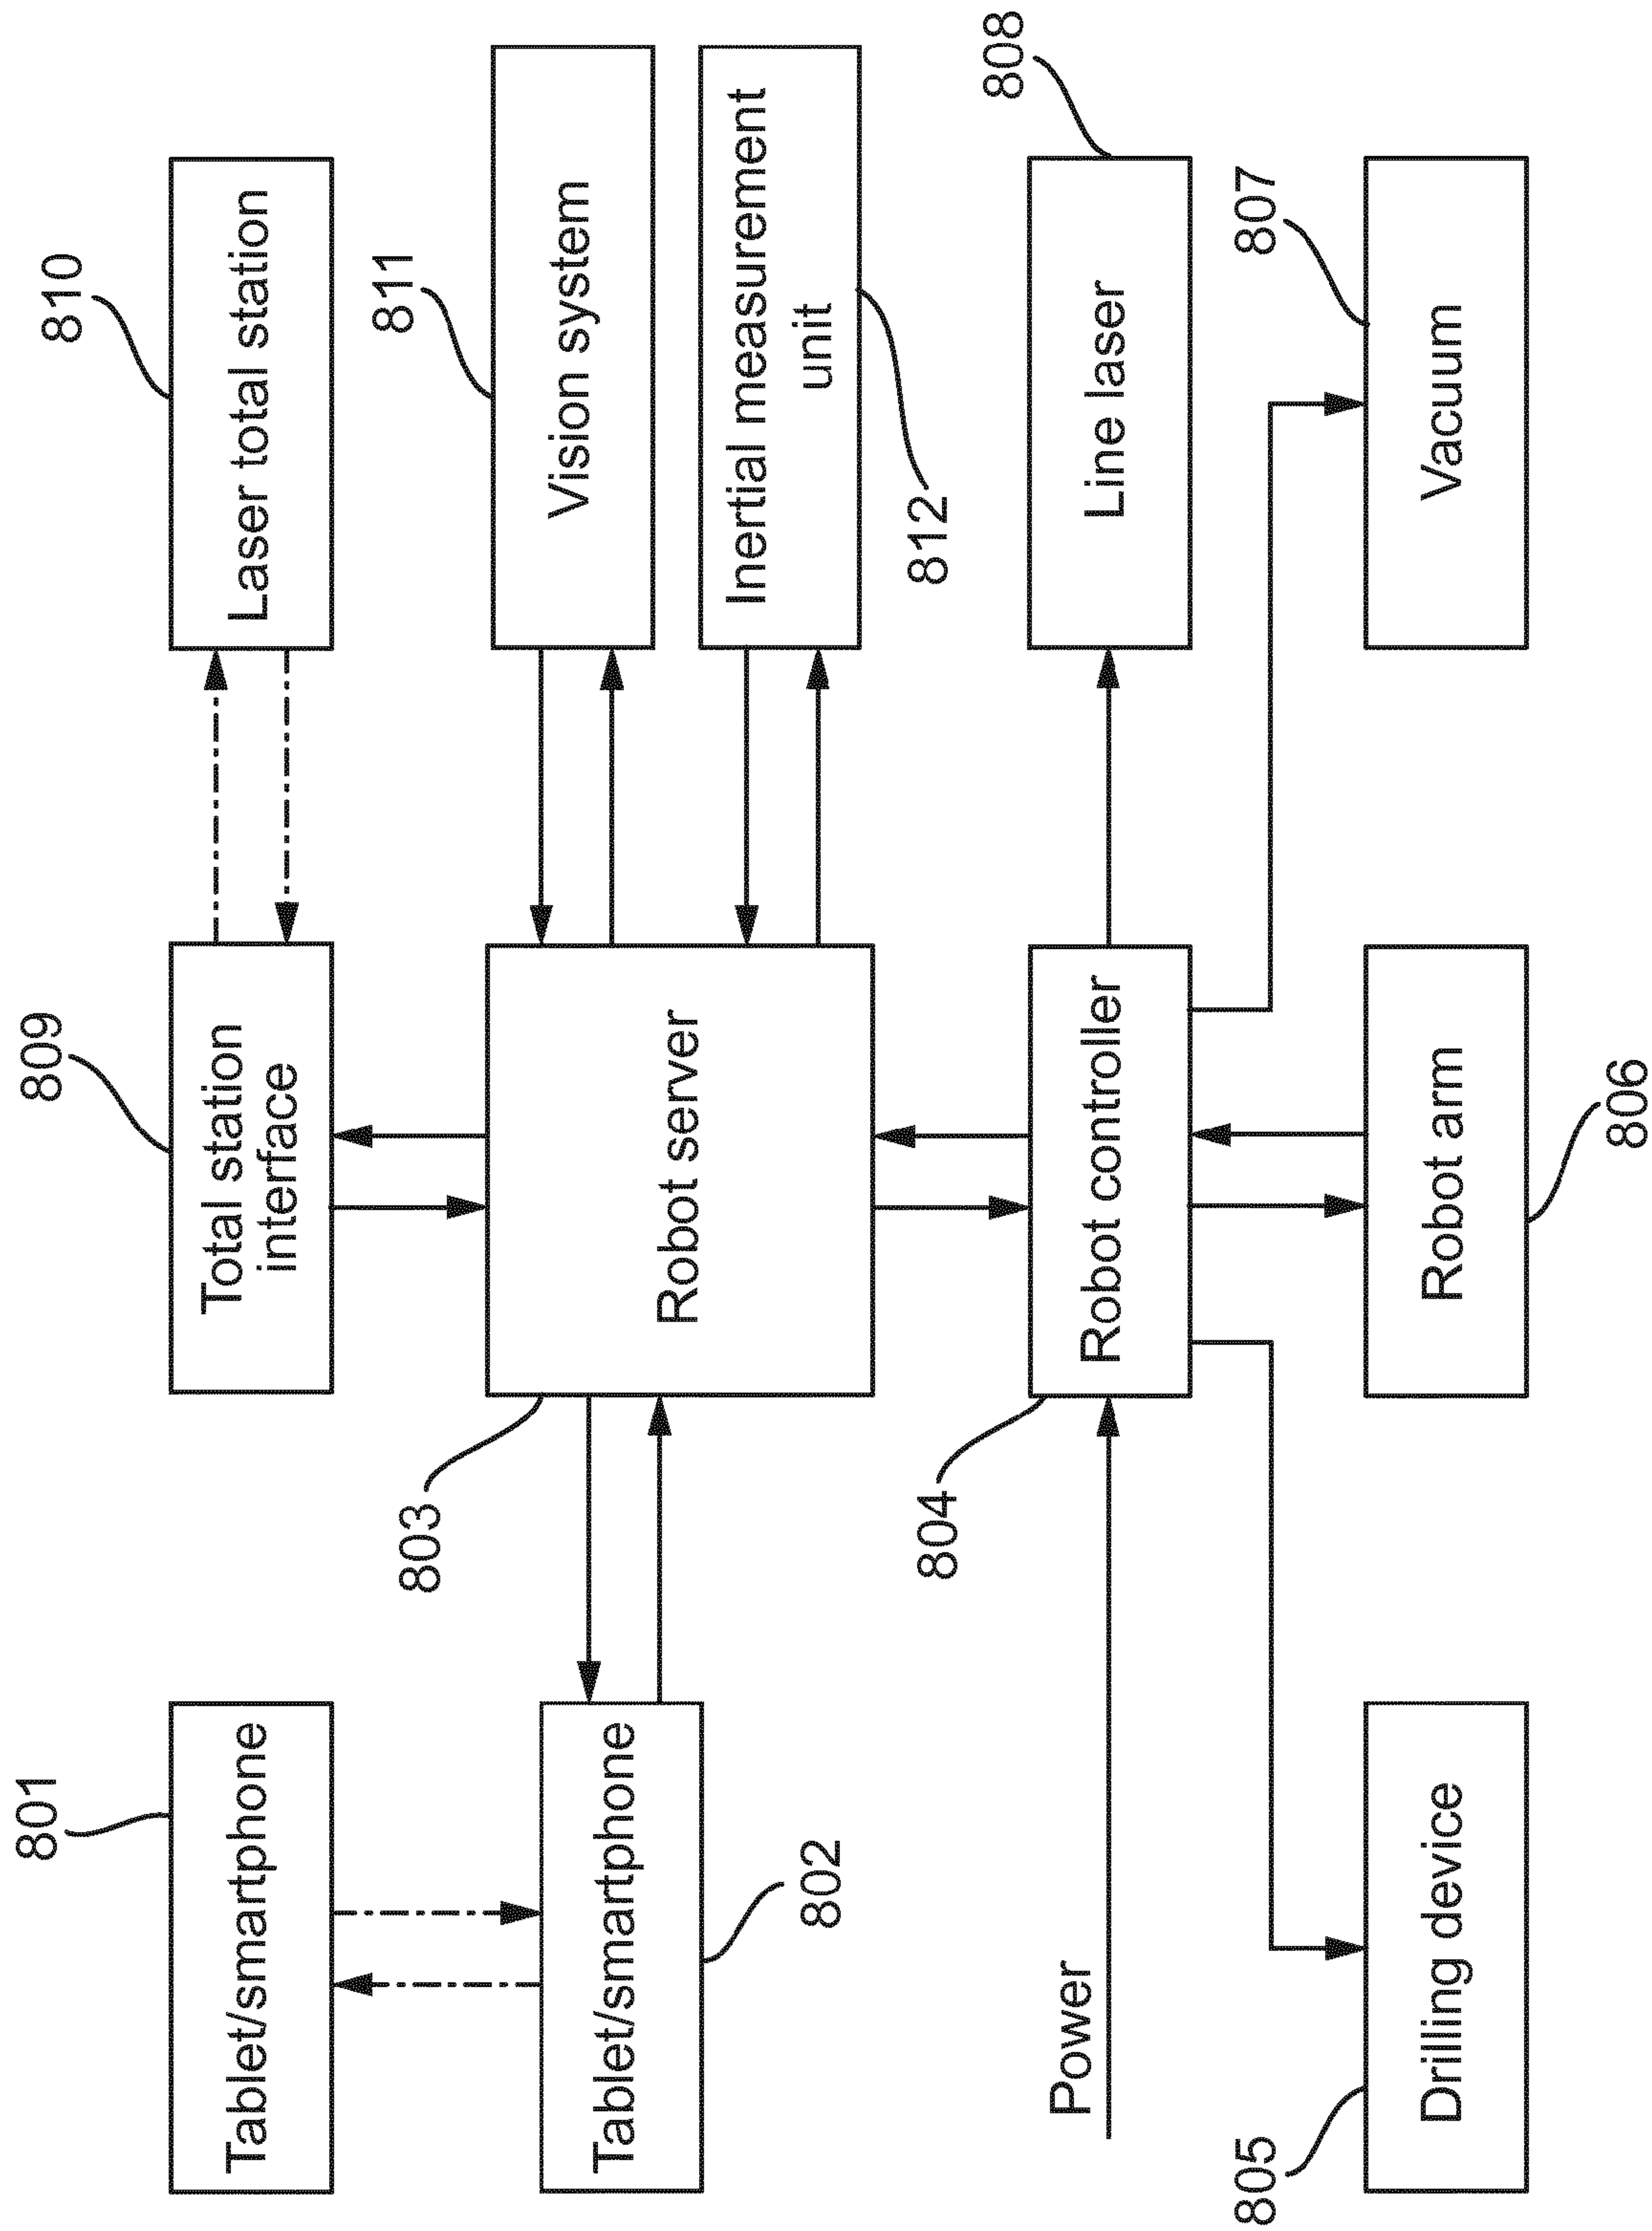 801
Tablet/smartphone
809
Total station
interface
810
Laser total station
803
Robot server
811
Vision system
Tablet/smartphone
802
Inertial measurement
unit
812
Power
804
Robot controller
Line laser
808
805
Drilling device
Robot arm
806
807
Vacuum